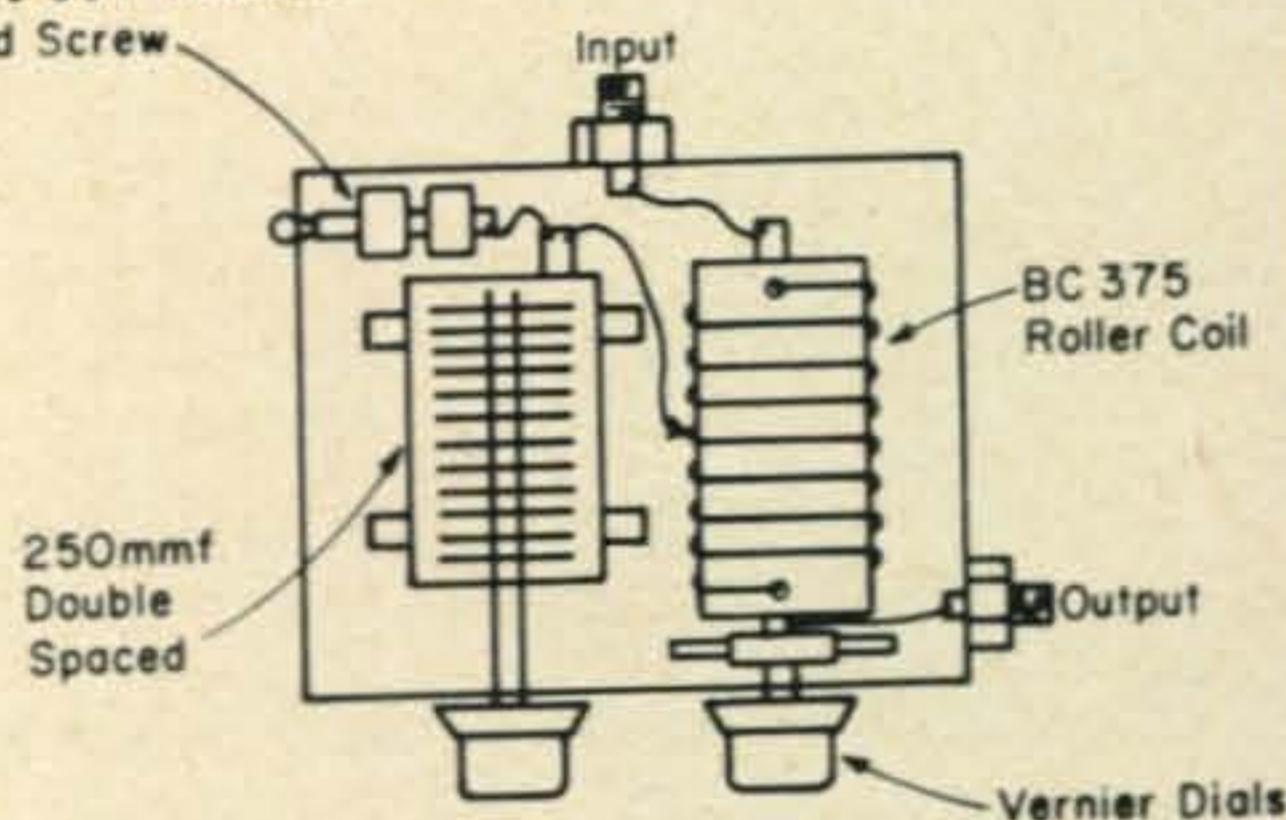 d Screw
Input
BC 375
Roller Coil
250mmf
Double
Spaced
Output
Vernier Dials